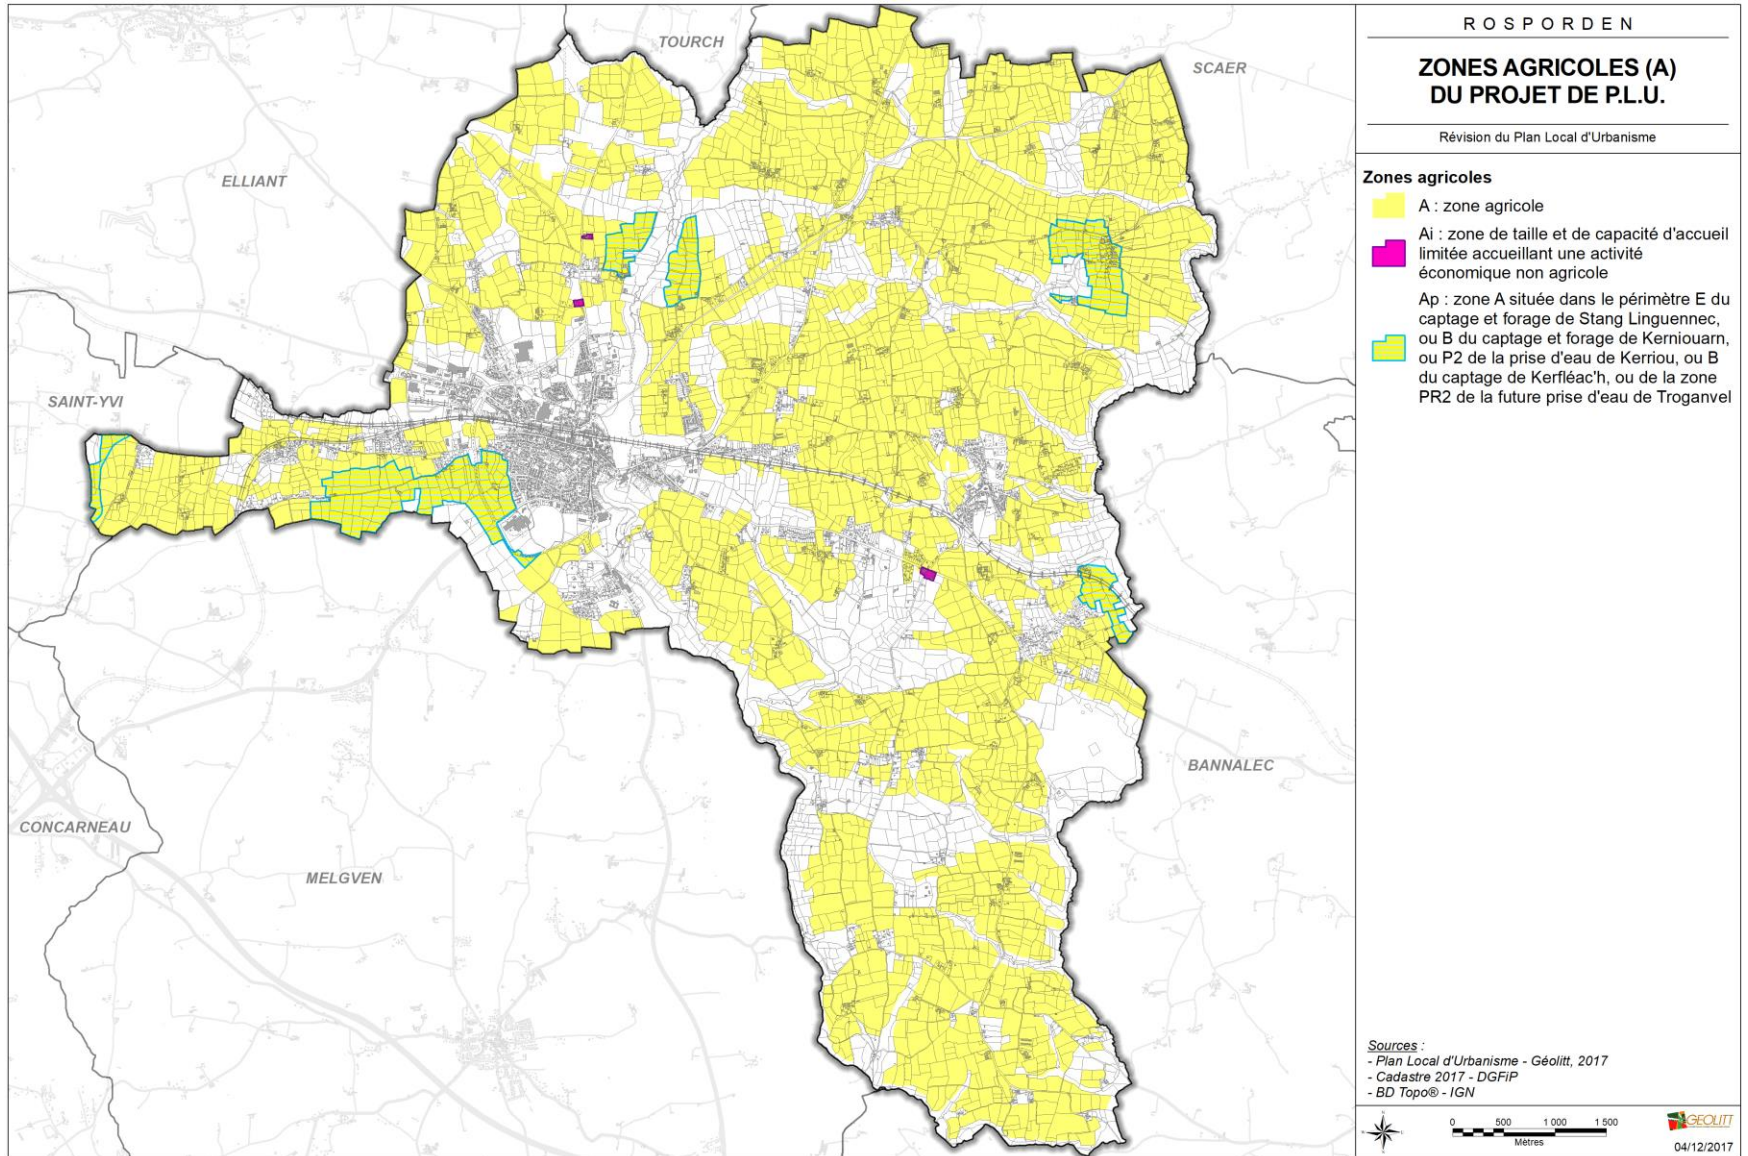 R O S P O R D E N
ZONES AGRICOLES (A)
DU PROJET DE P.L.U.
Révision du Plan Local d'Urbanisme
Zones agricoles
A : zone agricole
Ai : zone de taille et de capacité d'accueil
limitée accueillant une activité
économique non agricole
Ap : zone A située dans le périmètre E du
captage et forage de Stang Linguennec,
ou B du captage et forage de Kerniouarn,
ou P2 de la prise d'eau de Kerriou, ou B
du captage de Kerfléac'h, ou de la zone
PR2 de la future prise d'eau de Troganvel
TOURCH
SCAER
ELLIANT
SAINT-YVI
BANNALEC
CONCARNEAU
MELGVEN
Sources :
- Plan Local d'Urbanisme - Géolitt, 2017
- Cadastre 2017 - DGFiP
- BD Topo® - IGN
0 500 1 000 1 500
Mètres
GEOLITT
04/12/2017